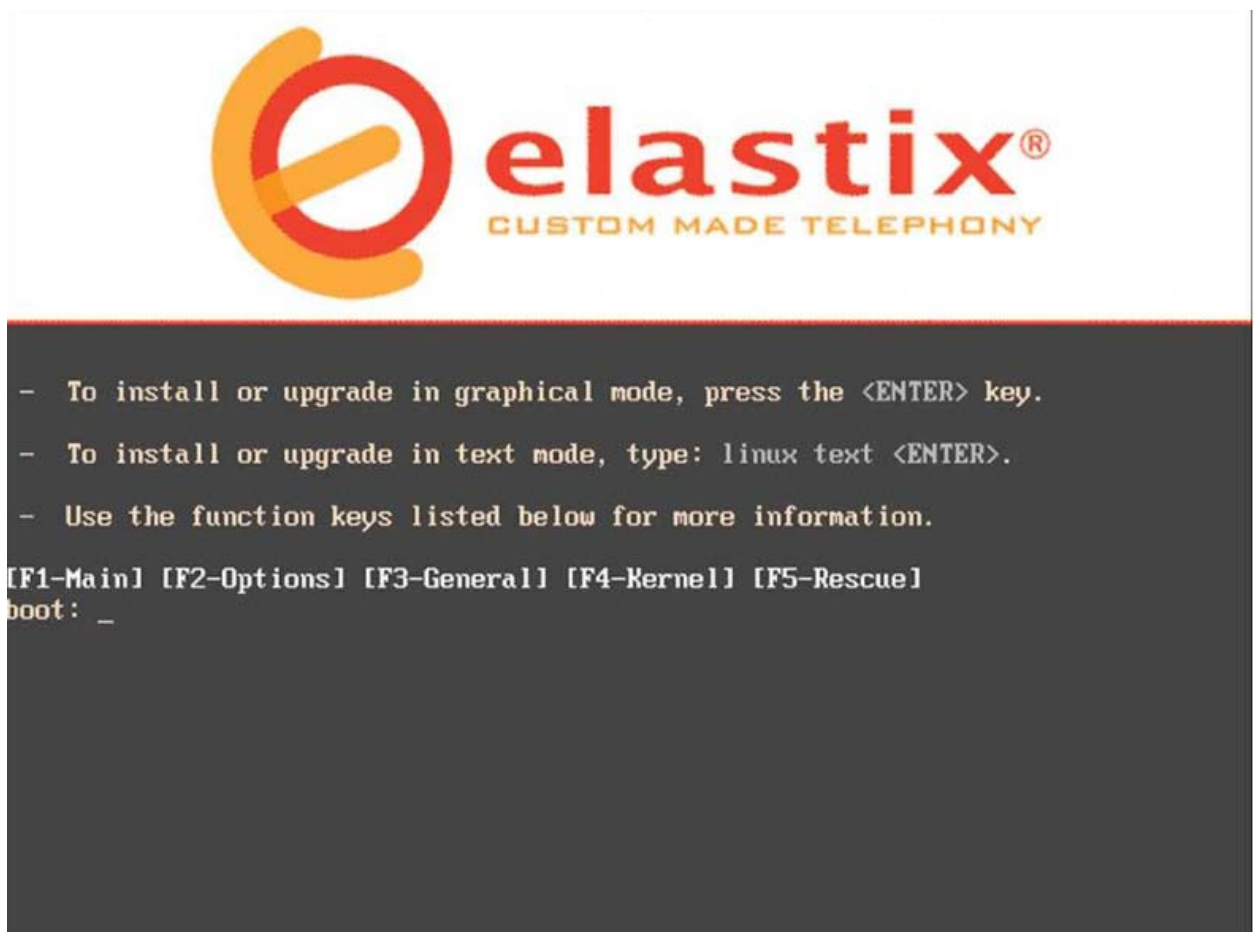 elastix®
CUSTOM MADE TELEPHONY
- To install or upgrade in graphical mode, press the <ENTER> key.
- To install or upgrade in text mode, type: linux text <ENTER>.
- Use the function keys listed below for more information.
[F1-Main] [F2-Options] [F3-General] [F4-Kernel] [F5-Rescue]
boot: _